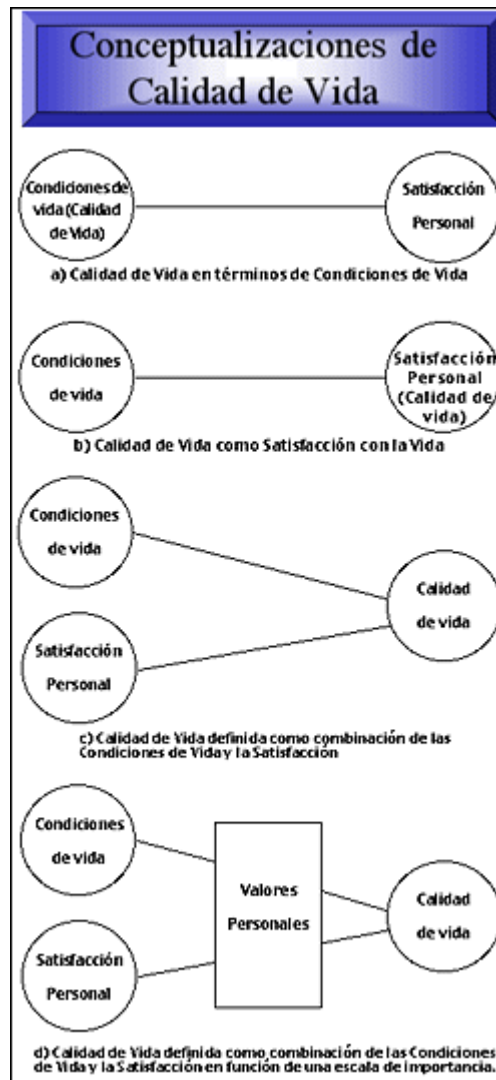 Conceptualizaciones de
Calidad de Vida
Condiciones de
vida (Calidad
de Vida)
Satisfacción
Personal
a) Calidad de Vida en términos de Condiciones de Vida
Condiciones
de vida
Satisfacción
Personal
(Calidad de
vida)
b) Calidad de Vida como Satisfacción con la Vida
Condiciones
de vida
Satisfacción
Personal
Calidad
de vida
c) Calidad de Vida definida como combinación de las
Condiciones de Vida y la Satisfacción
Condiciones
de vida
Satisfacción
Personal
Valores
Personales
Calidad
de vida
d) Calidad de Vida definida como combinación de las Condiciones
de Vida y la Satisfacción en función de una escala de importancia.